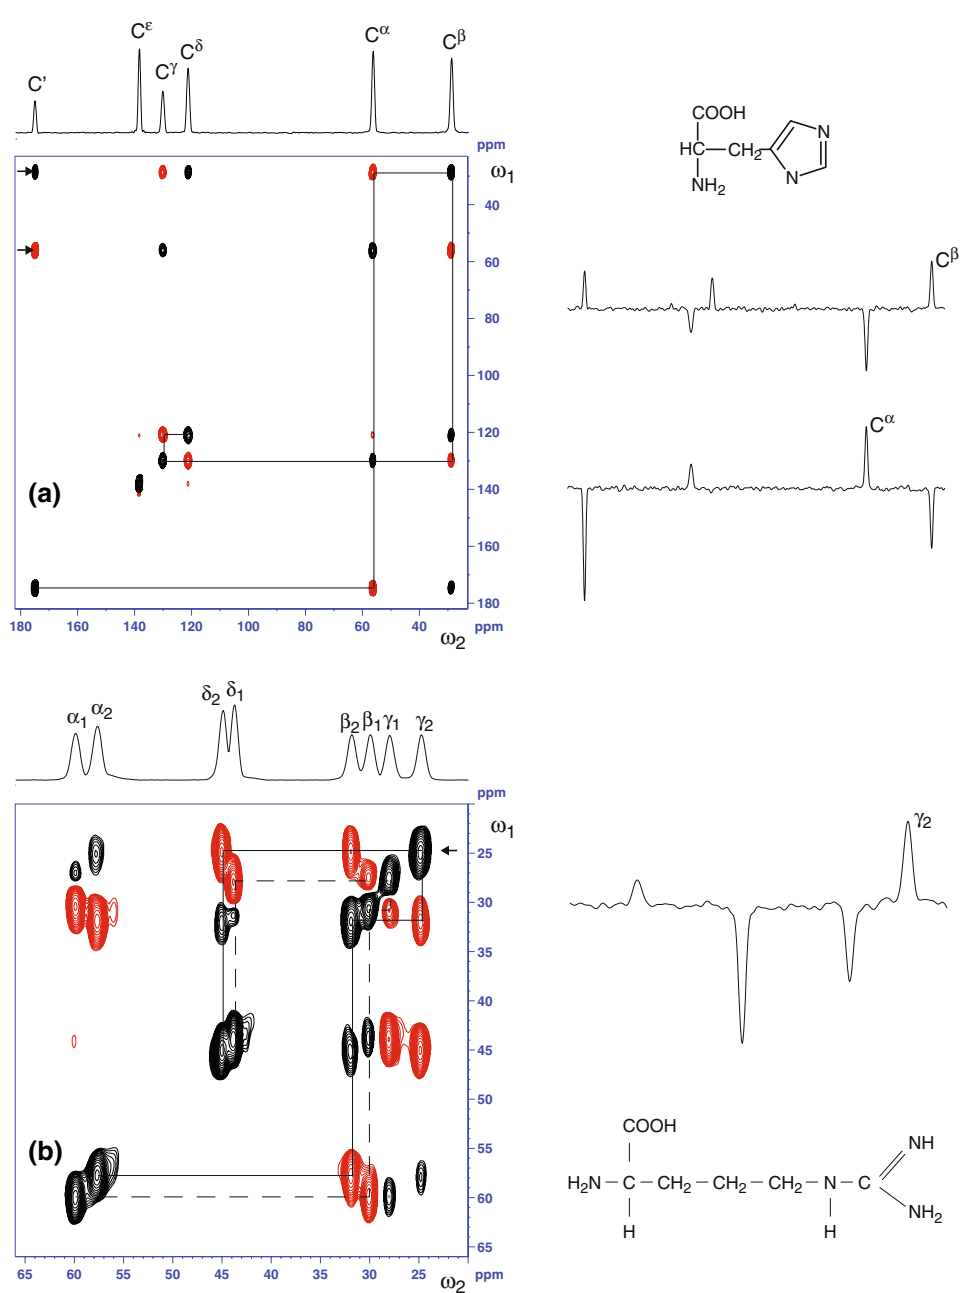 C' Cε Cγ Cδ Cα Cβ
ppm
ω1
40
60
80
100
120
140
160
180
(a)
180 160 140 120 100 80 60 40 ppm
ω2
COOH
HC CH2 N
NH2 N
Cβ
Cα
α1 α2 δ2 δ1 β2 β1 γ1 γ2
ppm
ω1
25
30
35
40
45
50
55
60
65
(b)
65 60 55 50 45 40 35 30 25 ppm
ω2
γ2
COOH
NH
H2N – C – CH2 – CH2 – CH2 – N – C
NH2
H H